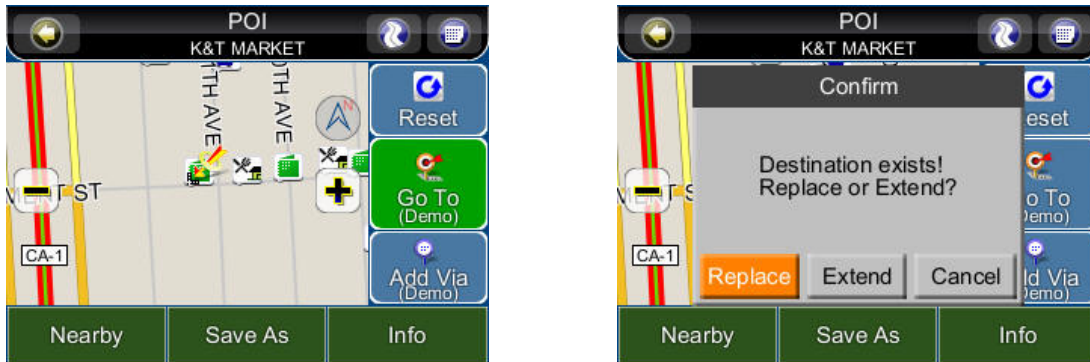 POI
K&T MARKET
TH AVE
TH AVE
N
Reset
Go To
(Demo)
ST
CA-1
Add Via
(Demo)
Nearby
Save As
Info
POI
K&T MARKET
Confirm
eset
Destination exists!
Replace or Extend?
o To
Demo)
CA-1
Replace
Extend
Cancel
d Via
Demo)
Nearby
Save As
Info